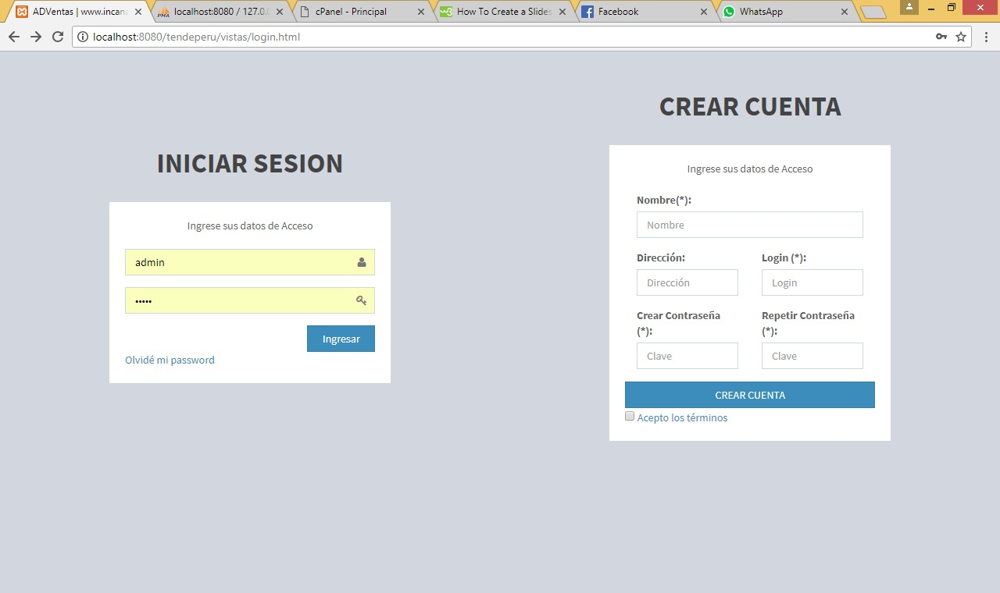 ADVentas | www.incana
localhost:8080 / 127.0.0
cPanel - Principal
How To Create a Slides
Facebook
WhatsApp
localhost:8080/tendeperu/vistas/login.html
INICIAR SESION
Ingrese sus datos de Acceso
admin
•••••
Ingresar
Olvidé mi password
CREAR CUENTA
Ingrese sus datos de Acceso
Nombre(*):
Nombre
Dirección: Login (*):
Dirección Login
Crear Contraseña Repetir Contraseña
(*): (*):
Clave Clave
CREAR CUENTA
Acepto los términos